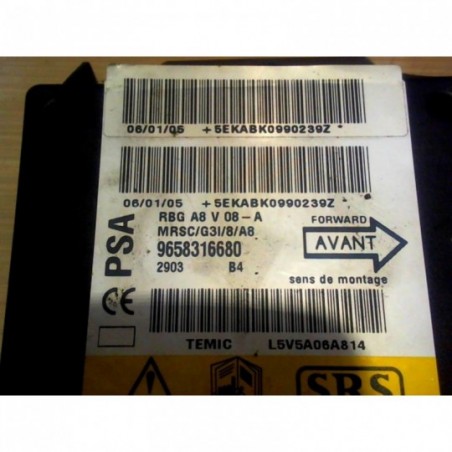 06/01/05 +5EKABK0990239Z
06/01/05 +5EKABK0990239Z
PSA
RBG A8 V 08-A
MRSC/G3I/8/A8
9658316680
2903 B4
FORWARD
AVANT
sens de montage
CE
TEMIC L5V5A06A814
SRS